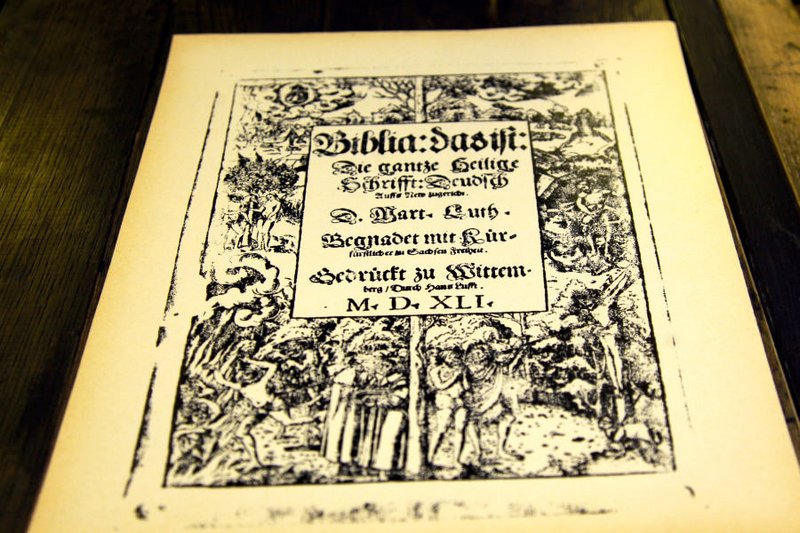 Biblia: das ist:
Die gantze Heilige
Schrifft: Deudsch
Auffs New zugericht.
D. Mart. Luth.
Begnadet mit Kür-
fürstlicher zu Sachsen Freiheit.
Gedrückt zu Wittem-
berg / Durch Hans Lufft.
M. D. XLI.